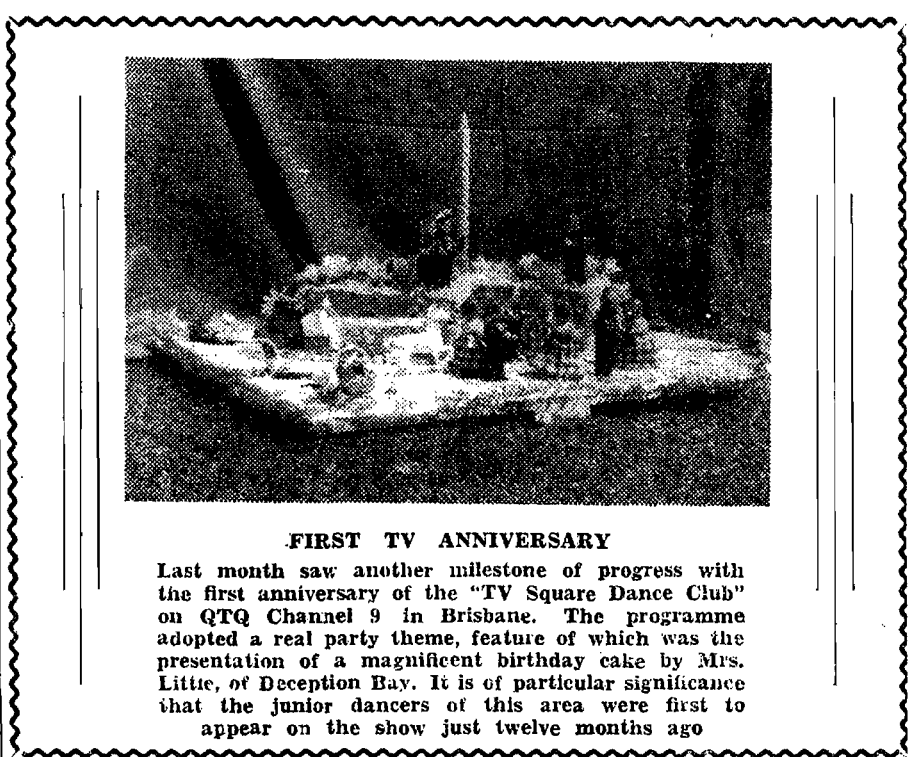 FIRST TV ANNIVERSARY
Last month saw another milestone of progress with
the first anniversary of the "TV Square Dance Club"
on QTQ Channel 9 in Brisbane. The programme
adopted a real party theme, feature of which was the
presentation of a magnificent birthday cake by Mrs.
Little, of Deception Bay. It is of particular significance
that the junior dancers of this area were first to
appear on the show just twelve months ago